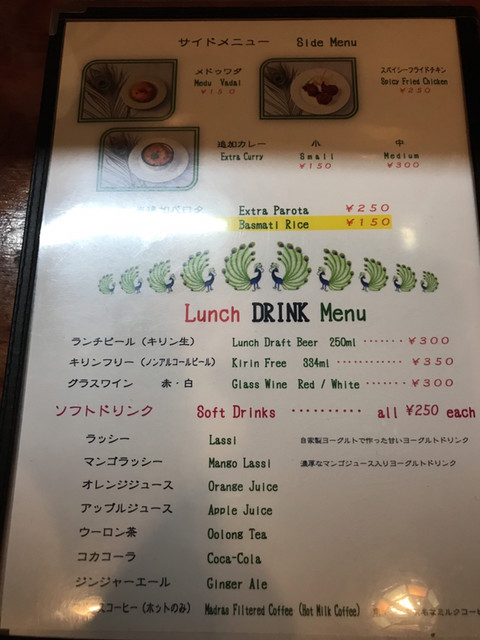 サイドメニュー Side Menu
メドゥワダ
Medu Vadai
¥150
スパイシーフライドチキン
Spicy Fried Chicken
¥250
追加カレー 小 中
Extra Curry Small Medium
¥150 ¥300
Extra Parota ¥250
Basmati Rice ¥150
Lunch DRINK Menu
ランチビール(キリン生) Lunch Draft Beer 250ml ······· ¥300
キリンフリー(ノンアルコールビール) Kirin Free 334ml ··········· ¥350
グラスワイン 赤・白 Glass Wine Red / White ·········· ¥300
ソフトドリンク Soft Drinks ·········· all ¥250 each
ラッシー Lassi 自家製ヨーグルトで作った甘いヨーグルトドリンク
マンゴラッシー Mango Lassi 濃厚なマンゴジュース入りヨーグルトドリンク
オレンジジュース Orange Juice
アップルジュース Apple Juice
ウーロン茶 Oolong Tea
コカコーラ Coca-Cola
ジンジャーエール Ginger Ale
スコーヒー(ホットのみ) Madras Filtered Coffee (Hot Milk Coffee)